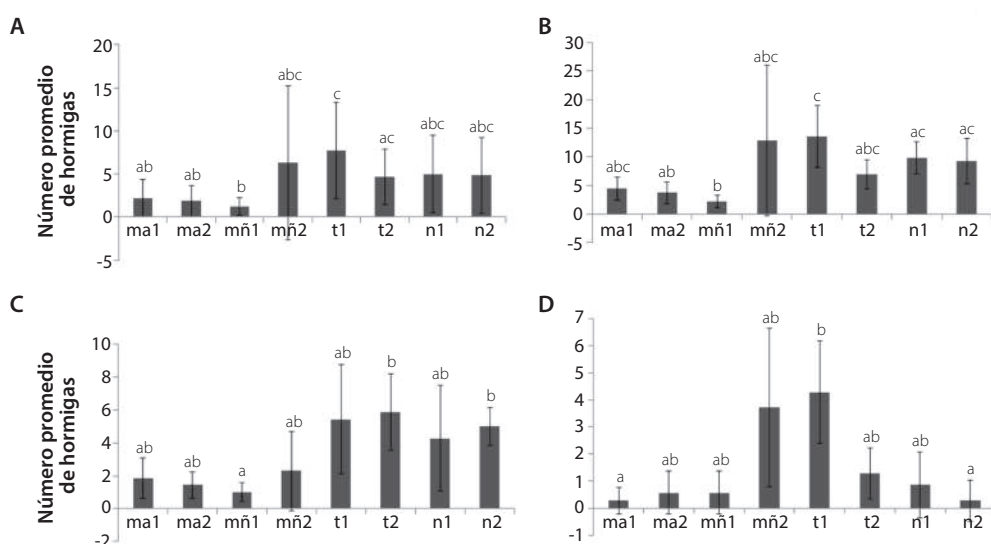 A
Número promedio
de hormigas
20
15
10
5
0
-5
ab
ab
b
abc
c
ac
abc
abc
ma1 ma2 mñ1 mñ2 t1 t2 n1 n2
B
30
25
20
15
10
5
0
-5
abc
ab
b
abc
c
abc
ac
ac
ma1 ma2 mñ1 mñ2 t1 t2 n1 n2
C
Número promedio
de hormigas
10
8
6
4
2
0
-2
ab
ab
a
ab
ab
b
ab
b
ma1 ma2 mñ1 mñ2 t1 t2 n1 n2
D
7
6
5
4
3
2
1
0
-1
a
ab
ab
ab
b
ab
ab
a
ma1 ma2 mñ1 mñ2 t1 t2 n1 n2